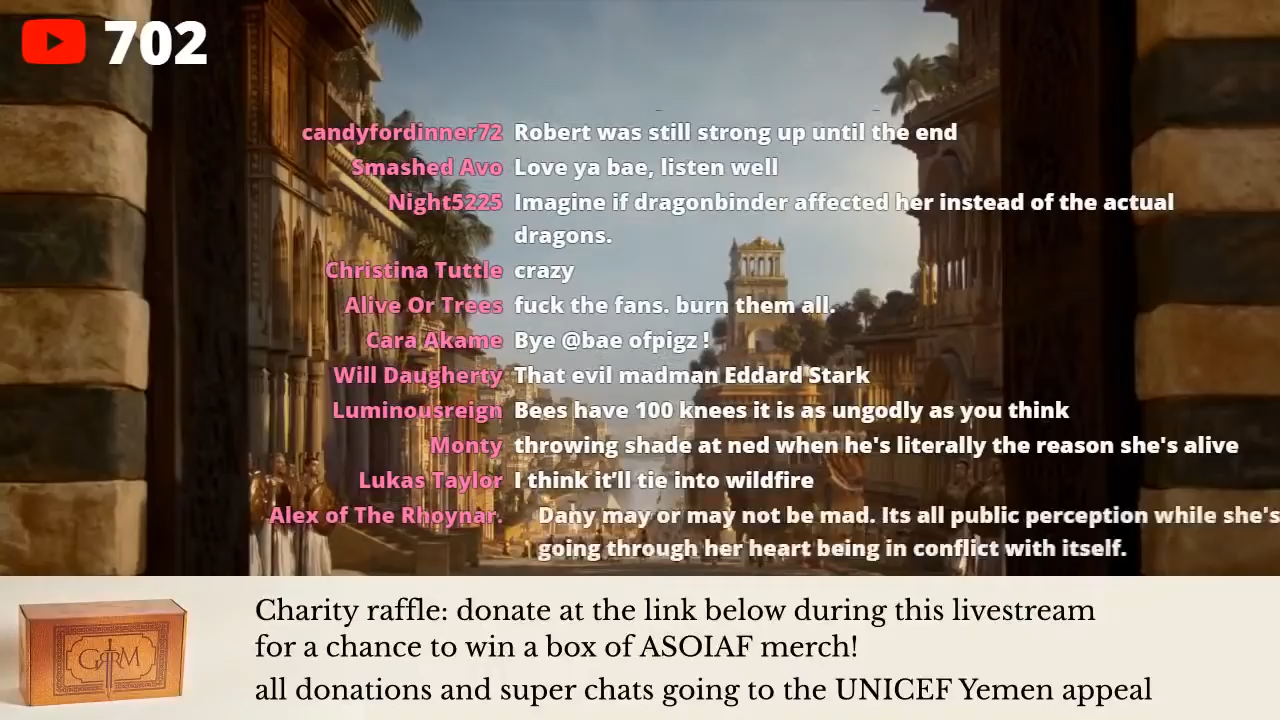 702
candyfordinner72 Robert was still strong up until the end
Smashed Avo Love ya bae, listen well
Night5225 Imagine if dragonbinder affected her instead of the actual
dragons.
Christina Tuttle crazy
Alive Or Trees fuck the fans. burn them all.
Cara Akame Bye @bae ofpigz !
Will Daugherty That evil madman Eddard Stark
Luminousreign Bees have 100 knees it is as ungodly as you think
Monty throwing shade at ned when he's literally the reason she's alive
Lukas Taylor I think it'll tie into wildfire
Alex of The Rhoynar. Dany may or may not be mad. Its all public perception while she's
going through her heart being in conflict with itself.
GRRM
Charity raffle: donate at the link below during this livestream
for a chance to win a box of ASOIAF merch!
all donations and super chats going to the UNICEF Yemen appeal